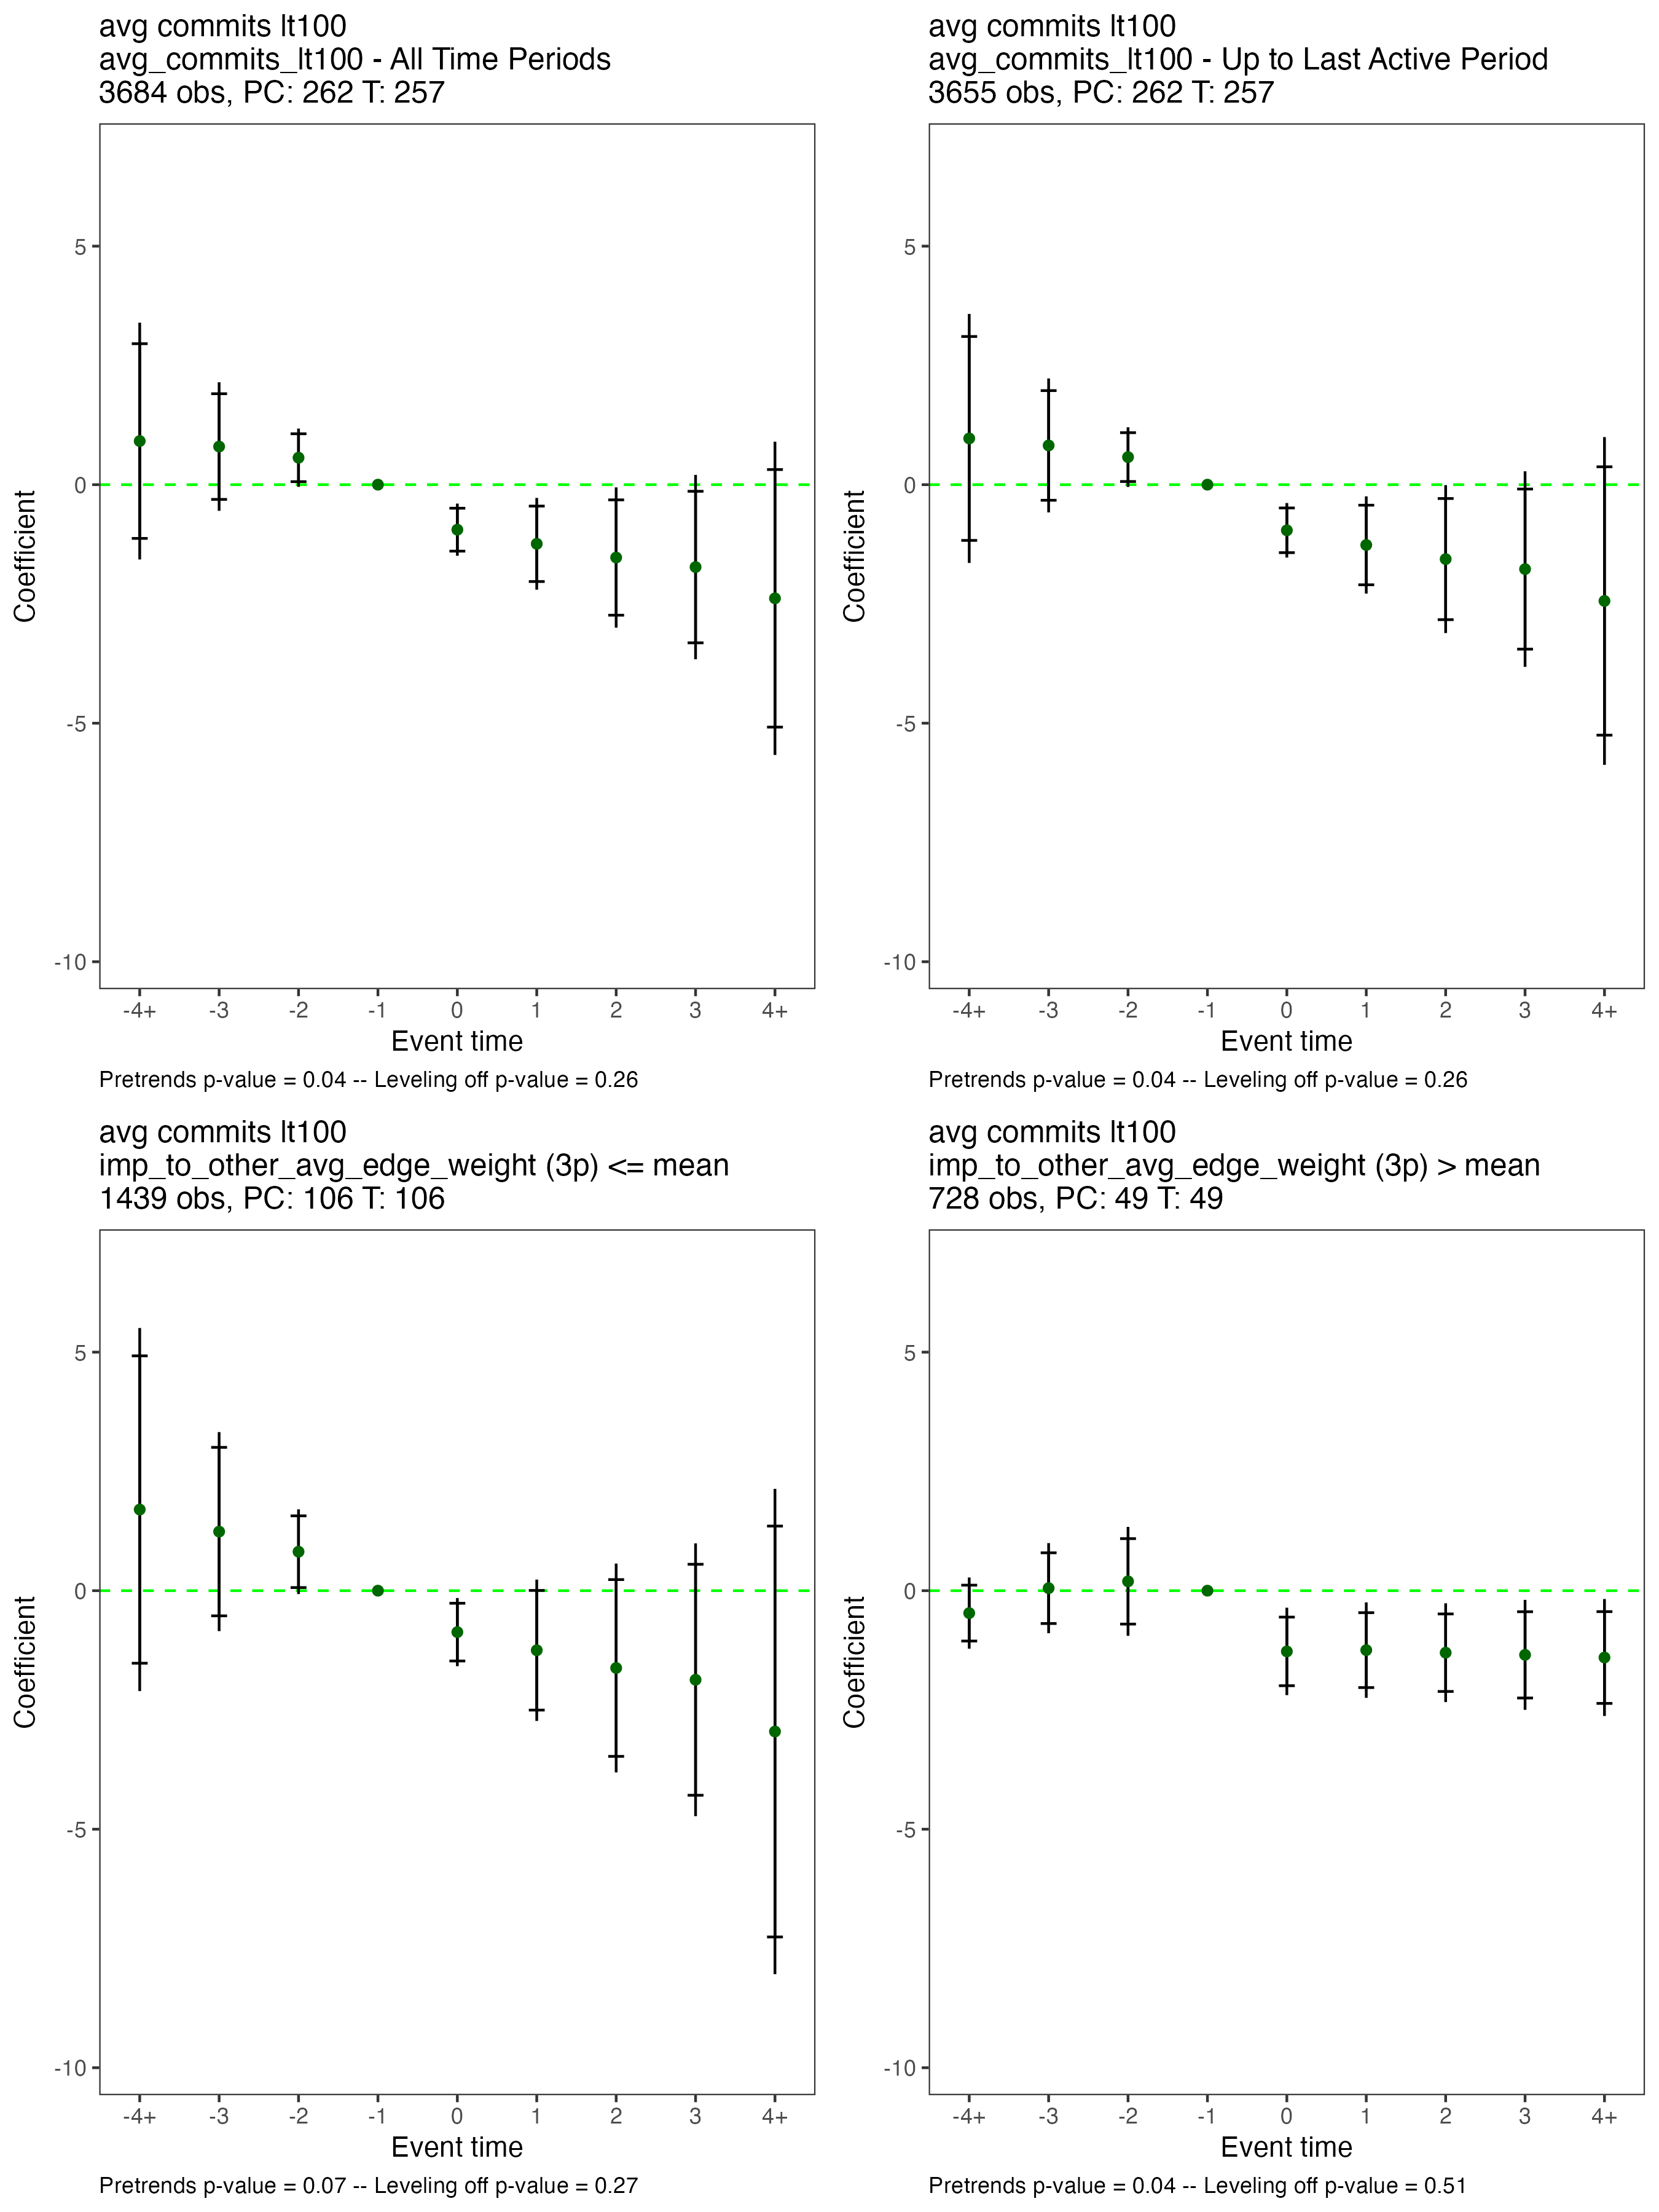 avg commits lt100
avg_commits_lt100 - All Time Periods
3684 obs, PC: 262 T: 257
5
0
-5
-10
Coefficient
-4+ -3 -2 -1 0 1 2 3 4+
Event time
Pretrends p-value = 0.04 -- Leveling off p-value = 0.26
avg commits lt100
avg_commits_lt100 - Up to Last Active Period
3655 obs, PC: 262 T: 257
5
0
-5
-10
Coefficient
-4+ -3 -2 -1 0 1 2 3 4+
Event time
Pretrends p-value = 0.04 -- Leveling off p-value = 0.26
avg commits lt100
imp_to_other_avg_edge_weight (3p) <= mean
1439 obs, PC: 106 T: 106
5
0
-5
-10
Coefficient
-4+ -3 -2 -1 0 1 2 3 4+
Event time
Pretrends p-value = 0.07 -- Leveling off p-value = 0.27
avg commits lt100
imp_to_other_avg_edge_weight (3p) > mean
728 obs, PC: 49 T: 49
5
0
-5
-10
Coefficient
-4+ -3 -2 -1 0 1 2 3 4+
Event time
Pretrends p-value = 0.04 -- Leveling off p-value = 0.51